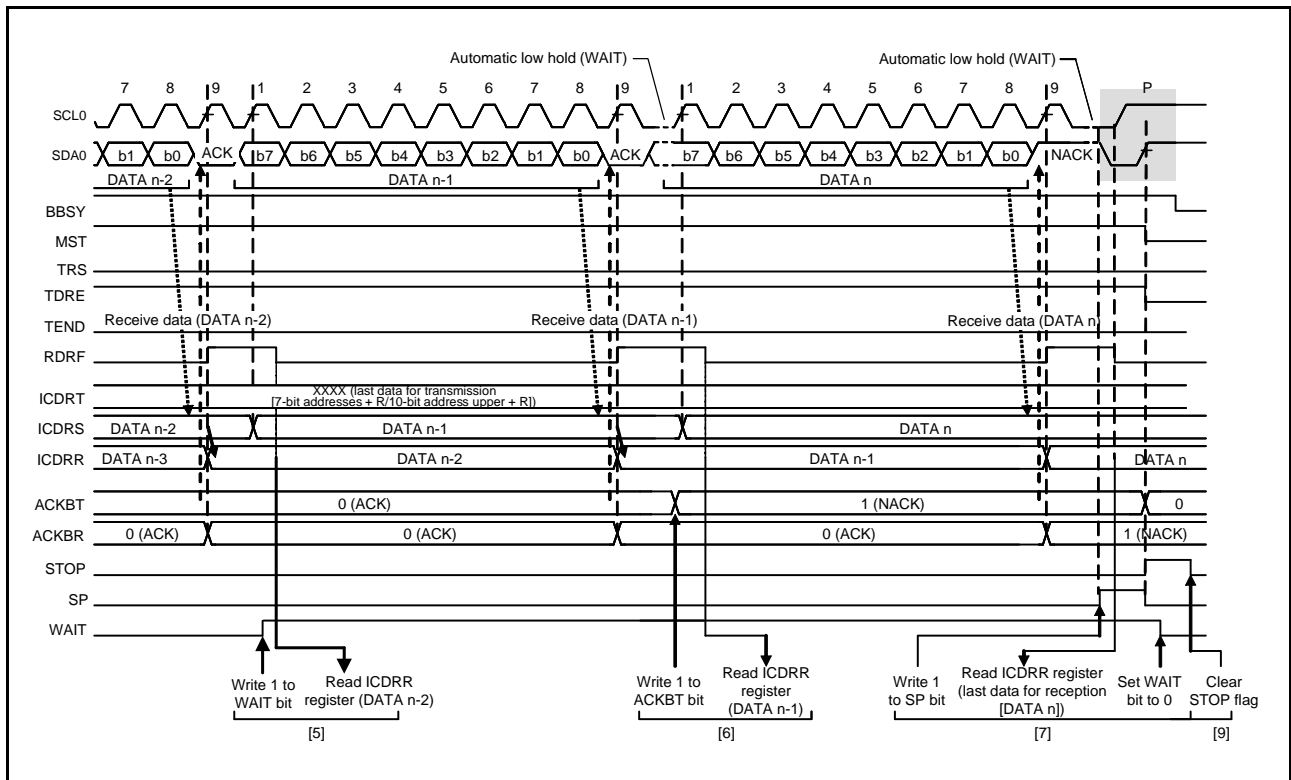 Automatic low hold (WAIT)
Automatic low hold (WAIT)
7 8 9 1 2 3 4 5 6 7 8 9 1 2 3 4 5 6 7 8 9 P
SCL0
SDA0 b1 b0 ACK b7 b6 b5 b4 b3 b2 b1 b0 ACK b7 b6 b5 b4 b3 b2 b1 b0 NACK
DATA n-2 DATA n-1 DATA n
BBSY
MST
TRS
TDRE
Receive data (DATA n-2) Receive data (DATA n-1) Receive data (DATA n)
TEND
RDRF
XXXX (last data for transmission
ICDRT
[7-bit addresses + R/10-bit address upper + R])
ICDRS DATA n-2 DATA n-1 DATA n
ICDRR DATA n-3 DATA n-2 DATA n-1 DATA n
ACKBT 0 (ACK) 1 (NACK) 0
ACKBR 0 (ACK) 0 (ACK) 0 (ACK) 1 (NACK)
STOP
SP
WAIT
Write 1 to
WAIT bit
Read ICDRR
register (DATA n-2)
Write 1 to
ACKBT bit
Read ICDRR
register
(DATA n-1)
Write 1
to SP bit
Read ICDRR register
(last data for reception
[DATA n])
Set WAIT
bit to 0
Clear
STOP flag
[5] [6] [7] [9]